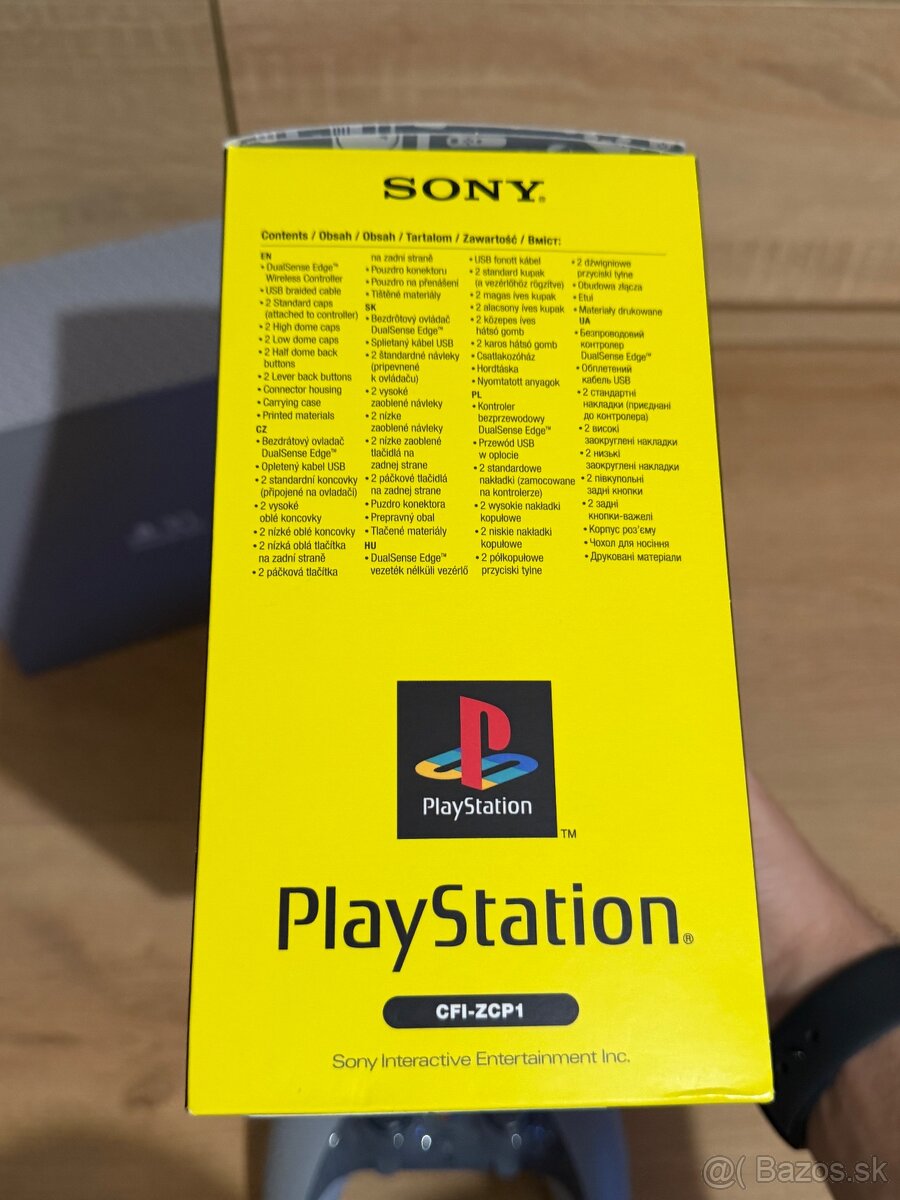 SONY®
Contents / Obsah / Obsah / Tartalom / Zawartość / Вміст:
EN
• DualSense Edge™
Wireless Controller
• USB braided cable
• 2 Standard caps
(attached to controller)
• 2 High dome caps
• 2 Low dome caps
• 2 Half dome back
buttons
• 2 Lever back buttons
• Connector housing
• Carrying case
• Printed materials
CZ
• Bezdrátový ovladač
DualSense Edge™
• Opletený kabel USB
• 2 standardní koncovky
(připojené na ovladači)
• 2 vysoké
oblé koncovky
• 2 nízké oblé koncovky
• 2 nízká oblá tlačítka
na zadní straně
• 2 páčková tlačítka
na zadní straně
• Pouzdro konektoru
• Pouzdro na přenášení
• Tištěné materiály
SK
• Bezdrôtový ovládač
DualSense Edge™
• Splietaný kábel USB
• 2 štandardné návleky
(pripevnené
k ovládaču)
• 2 vysoké
zaoblené návleky
• 2 nízke
zaoblené návleky
• 2 nízke zaoblené
tlačidlá na
zadnej strane
• 2 páčkové tlačidlá
na zadnej strane
• Puzdro konektora
• Prepravný obal
• Tlačené materiály
HU
• DualSense Edge™
vezeték nélküli vezérlő
• USB fonott kábel
• 2 standard kupak
(a vezérlőhöz rögzítve)
• 2 magas íves kupak
• 2 alacsony íves kupak
• 2 közepes íves
hátsó gomb
• 2 karos hátsó gomb
• Csatlakozóház
• Hordtáska
• Nyomtatott anyagok
PL
• Kontroler
bezprzewodowy
DualSense Edge™
• Przewód USB
w oplocie
• 2 standardowe
nakładki (zamocowane
na kontrolerze)
• 2 wysokie nakładki
kopułowe
• 2 niskie nakładki
kopułowe
• 2 półkopułowe
przyciski tylne
• 2 dźwigniowe
przyciski tylne
• Obudowa złącza
• Etui
• Materiały drukowane
UA
• Безпроводовий
контролер
DualSense Edge™
• Обплетений
кабель USB
• 2 стандартні
накладки (приєднані
до контролера)
• 2 високі
заокруглені накладки
• 2 низькі
заокруглені накладки
• 2 півкупольні
задні кнопки
• 2 задні
кнопки-важелі
• Корпус роз'єму
• Чохол для носіння
• Друковані матеріали
PlayStation
TM
PlayStation®
CFI-ZCP1
Sony Interactive Entertainment Inc.
@( Bazos.sk